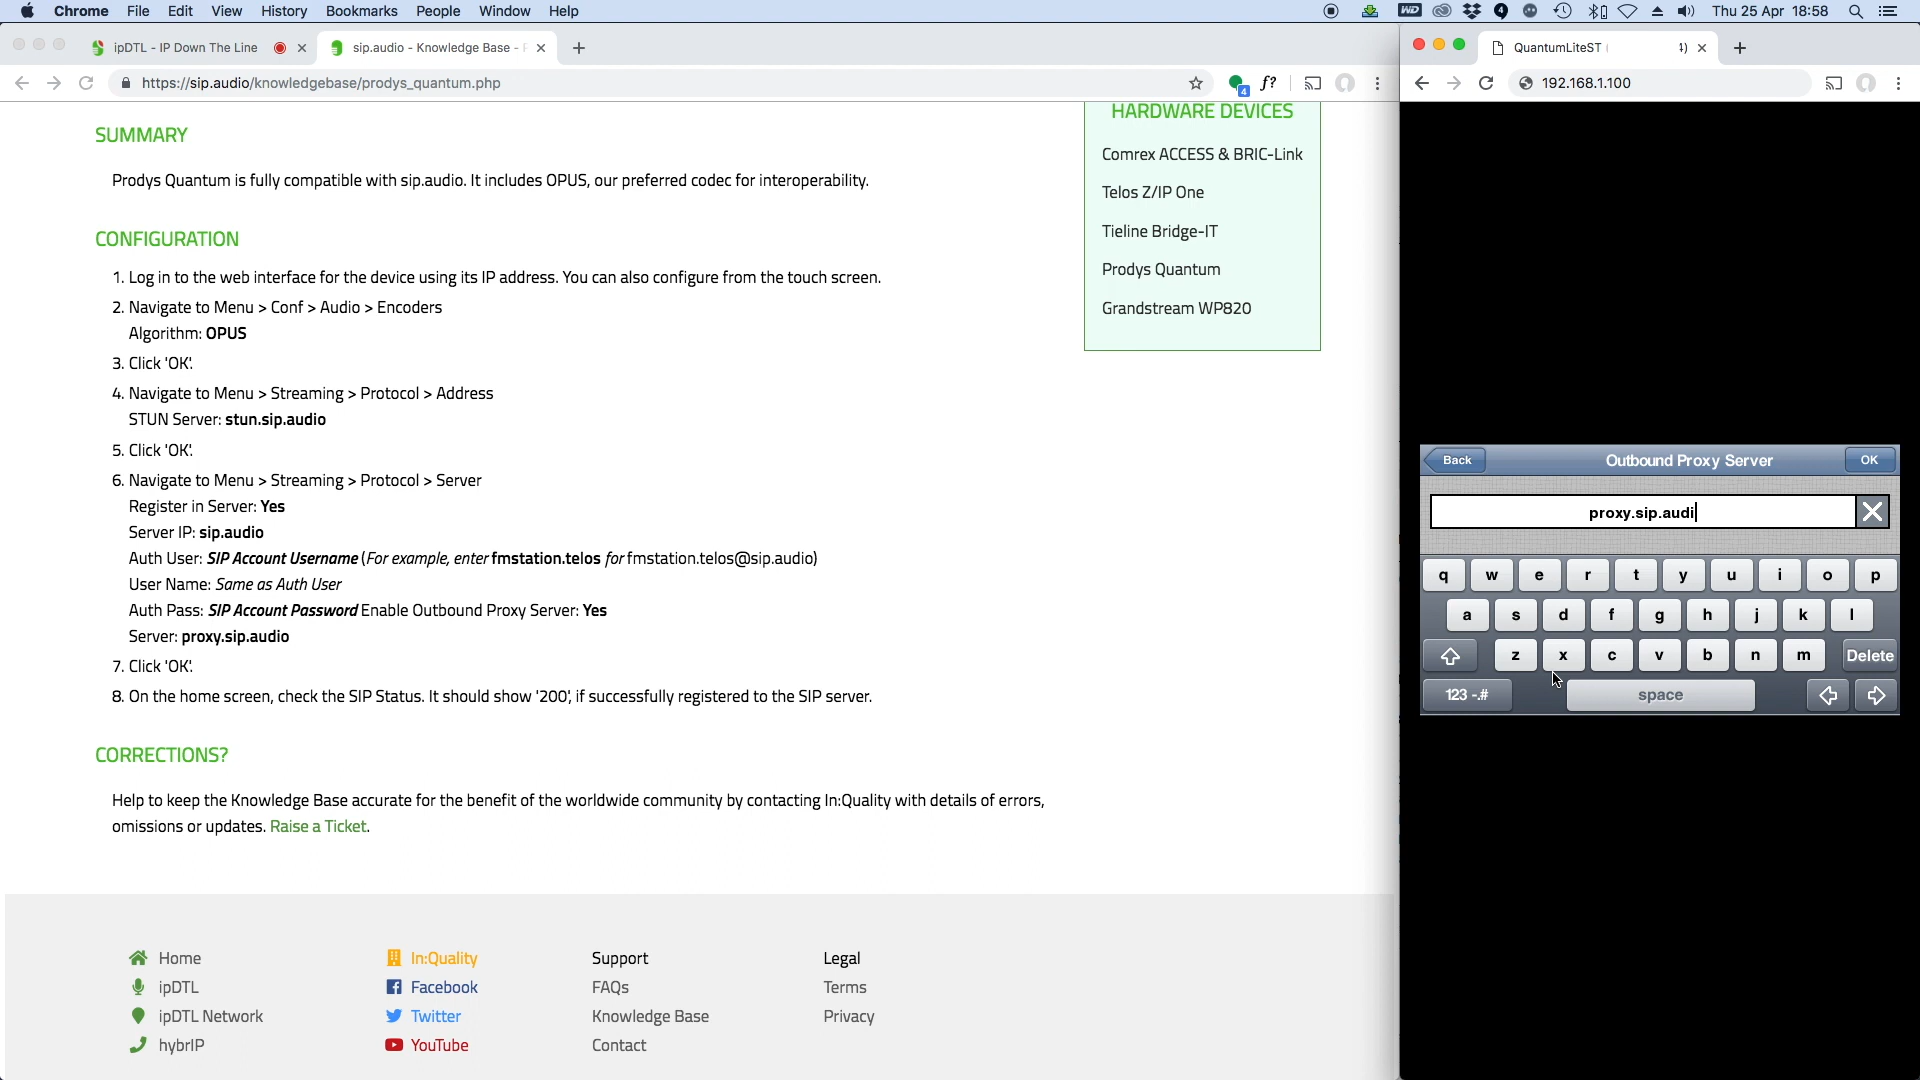 Chrome File Edit View History Bookmarks People Window Help Thu 25 Apr 18:58
ipDTL - IP Down The Line
sip.audio - Knowledge Base -
https://sip.audio/knowledgebase/prodys_quantum.php
4
f?
SUMMARY
Prodys Quantum is fully compatible with sip.audio. It includes OPUS, our preferred codec for interoperability.
CONFIGURATION
1. Log in to the web interface for the device using its IP address. You can also configure from the touch screen.
2. Navigate to Menu > Conf > Audio > Encoders
Algorithm: OPUS
3. Click 'OK'.
4. Navigate to Menu > Streaming > Protocol > Address
STUN Server: stun.sip.audio
5. Click 'OK'.
6. Navigate to Menu > Streaming > Protocol > Server
Register in Server: Yes
Server IP: sip.audio
Auth User: SIP Account Username (For example, enter fmstation.telos for fmstation.telos@sip.audio)
User Name: Same as Auth User
Auth Pass: SIP Account Password Enable Outbound Proxy Server: Yes
Server: proxy.sip.audio
7. Click 'OK'.
8. On the home screen, check the SIP Status. It should show '200', if successfully registered to the SIP server.
CORRECTIONS?
Help to keep the Knowledge Base accurate for the benefit of the worldwide community by contacting In:Quality with details of errors,
omissions or updates. Raise a Ticket.
HARDWARE DEVICES
Comrex ACCESS & BRIC-Link
Telos Z/IP One
Tieline Bridge-IT
Prodys Quantum
Grandstream WP820
Home
ipDTL
ipDTL Network
hybrIP
In:Quality
Facebook
Twitter
YouTube
Support
FAQs
Knowledge Base
Contact
Legal
Terms
Privacy
QuantumLiteST
192.168.1.100
Back Outbound Proxy Server OK
proxy.sip.audi
q w e r t y u i o p
a s d f g h j k l
z x c v b n m Delete
123 -.# space